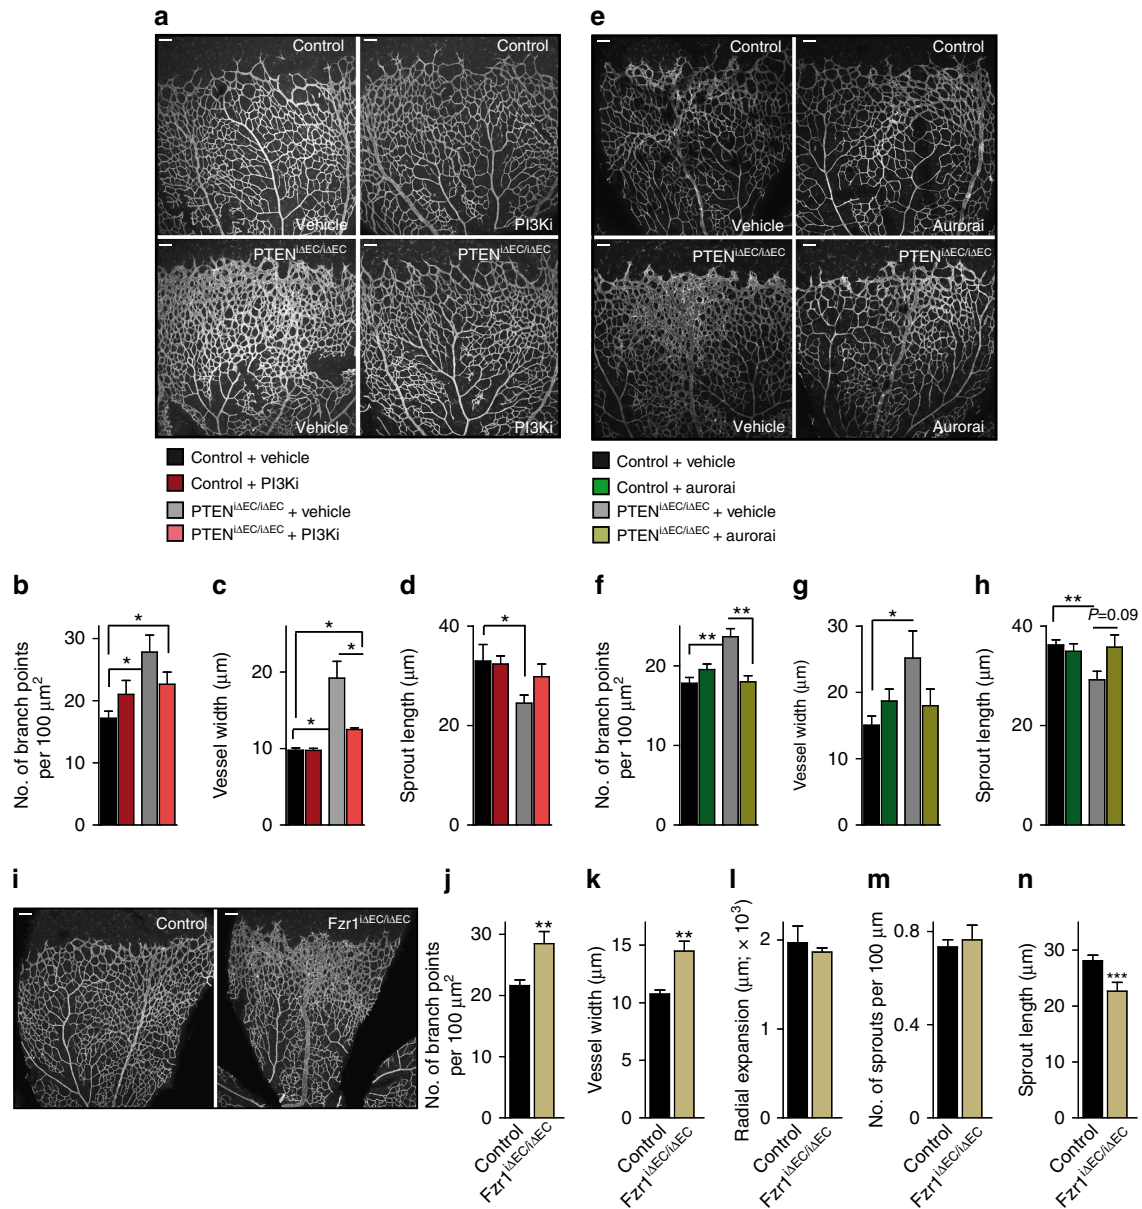 a
Control
Control
Vehicle
PI3Ki
PTENiΔEC/iΔEC
PTENiΔEC/iΔEC
Vehicle
PI3Ki
Control + vehicle
Control + PI3Ki
PTENiΔEC/iΔEC + vehicle
PTENiΔEC/iΔEC + PI3Ki
e
Control
Control
Vehicle
Aurorai
PTENiΔEC/iΔEC
PTENiΔEC/iΔEC
Vehicle
Aurorai
Control + vehicle
Control + aurorai
PTENiΔEC/iΔEC + vehicle
PTENiΔEC/iΔEC + aurorai
b
No. of branch points
per 100 μm2
30
20
10
0
*
*
c
Vessel width (μm)
20
10
0
*
*
*
d
Sprout length (μm)
40
20
0
*
f
No. of branch points
per 100 μm2
20
10
0
**
**
g
Vessel width (μm)
30
20
10
0
*
h
Sprout length (μm)
40
20
0
**
P=0.09
i
Control
Fzr1iΔEC/iΔEC
j
No. of branch points
per 100 μm2
30
20
10
0
**
Control
Fzr1iΔEC/iΔEC
k
Vessel width (μm)
15
10
5
0
**
Control
Fzr1iΔEC/iΔEC
l
Radial expansion (μm; × 103)
2
1
0
Control
Fzr1iΔEC/iΔEC
m
No. of sprouts per 100 μm
0.8
0.4
0
Control
Fzr1iΔEC/iΔEC
n
Sprout length (μm)
30
20
10
0
***
Control
Fzr1iΔEC/iΔEC